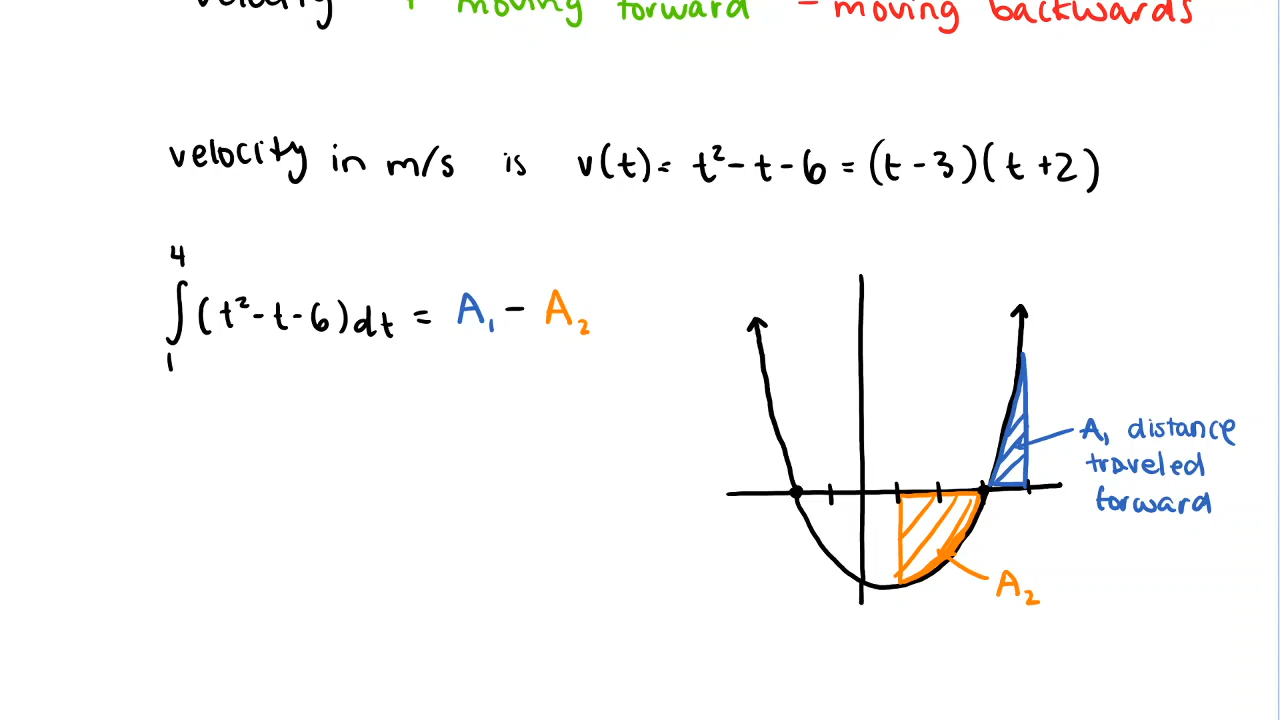 velocity + moving forward - moving backwards
velocity in m/s is v(t) = t² - t - 6 = (t - 3)(t + 2)
4
∫ (t² - t - 6) dt = A₁ - A₂
1
A₁ distance
traveled
forward
A₂